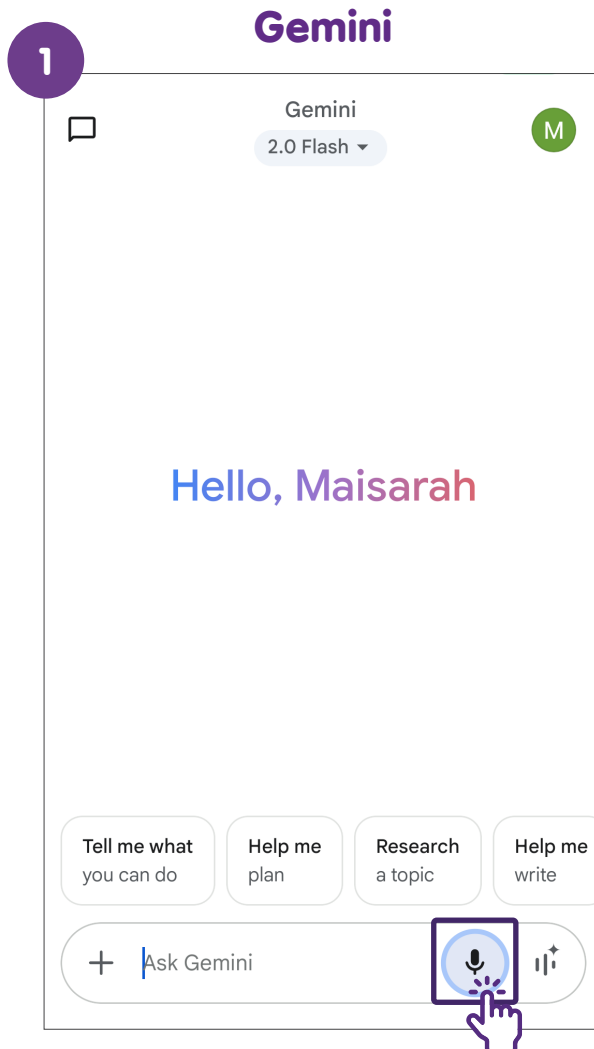 Gemini
1
Gemini
2.0 Flash
M
Hello, Maisarah
Tell me what
you can do
Help me
plan
Research
a topic
Help me
write
Ask Gemini